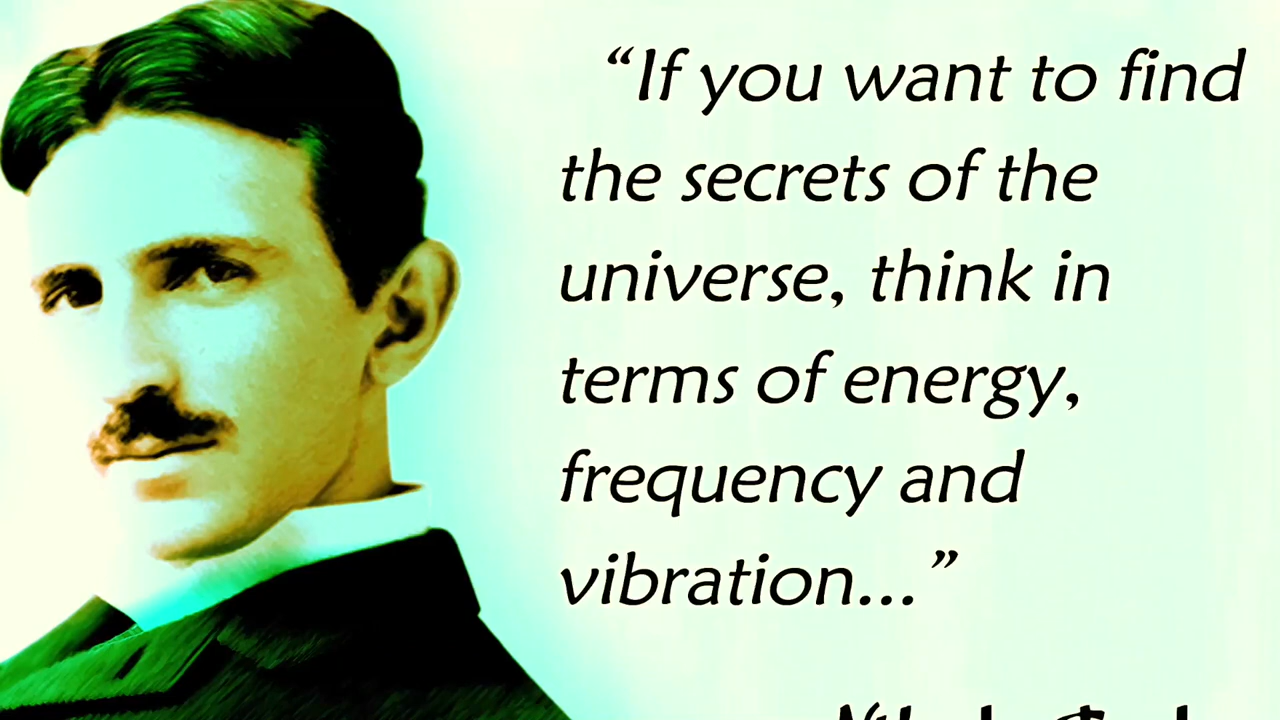 “If you want to find
the secrets of the
universe, think in
terms of energy,
frequency and
vibration...”